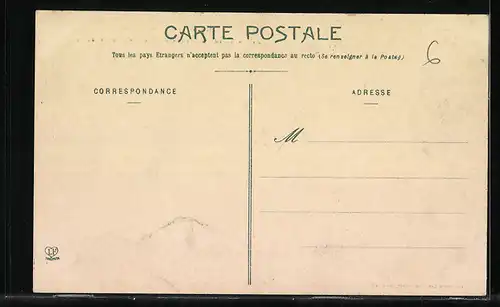 CARTE POSTALE
Tous les pays Etrangers n'acceptent pas la correspondance au recto (Se renseigner à la Poste)
6
CORRESPONDANCE
ADRESSE
M